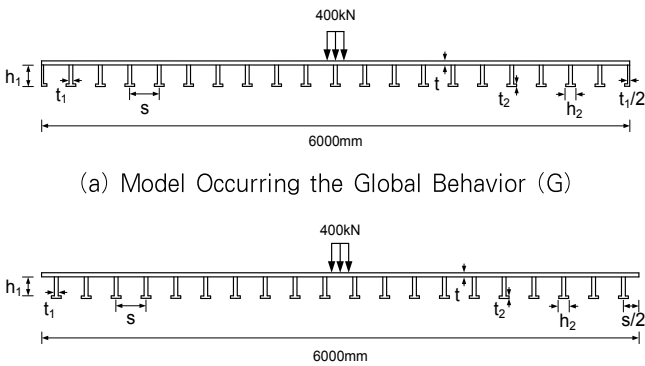 400kN
h1
t1
s
t
t2
h2
t1/2
6000mm
(a) Model Occurring the Global Behavior (G)
400kN
h1
t1
s
t
t2
h2
s/2
6000mm